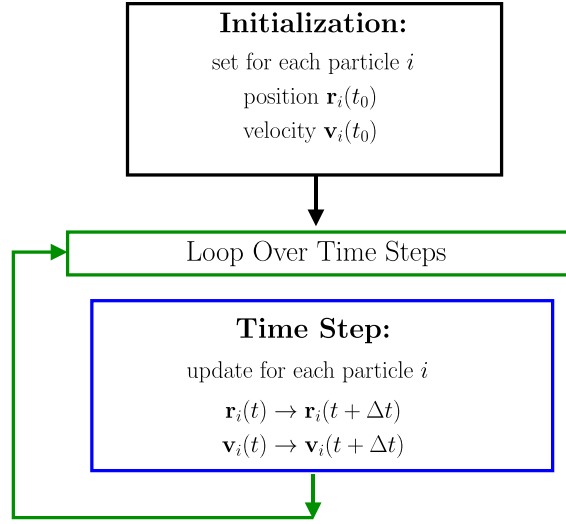 Initialization:
set for each particle i
position r_i(t_0)
velocity v_i(t_0)
Loop Over Time Steps
Time Step:
update for each particle i
r_i(t) → r_i(t + Δt)
v_i(t) → v_i(t + Δt)